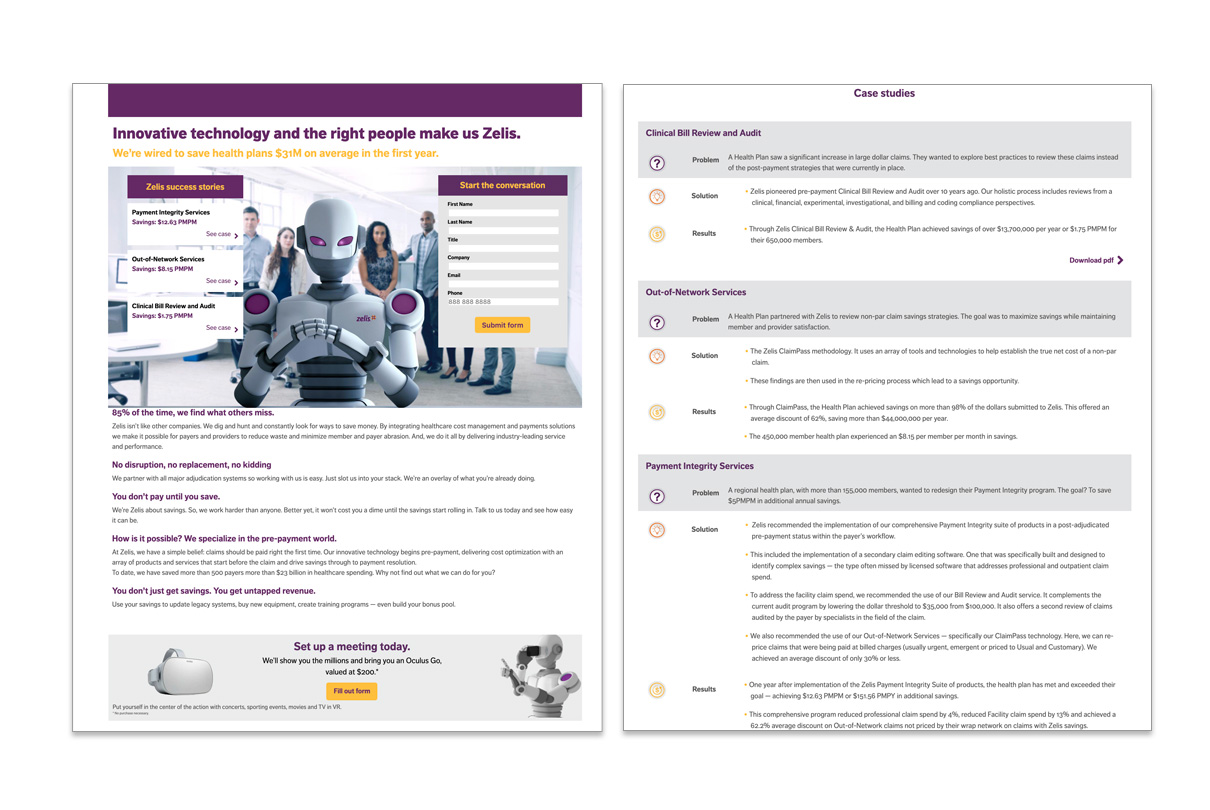 Innovative technology and the right people make us Zelis.
We're wired to save health plans $31M on average in the first year.
Zelis success stories
Payment Integrity Services
Savings: $12.63 PMPM
See case
Out-of-Network Services
Savings: $8.15 PMPM
See case
Clinical Bill Review and Audit
Savings: $1.75 PMPM
See case
zelis
Start the conversation
First Name
Last Name
Title
Company
Email
Phone
888 888 8888
Submit form
85% of the time, we find what others miss.
Zelis isn't like other companies. We dig and hunt and constantly look for ways to save money. By integrating healthcare cost management and payments solutions
we make it possible for payers and providers to reduce waste and minimize member and payer abrasion. And, we do it all by delivering industry-leading service
and performance.
No disruption, no replacement, no kidding
We partner with all major adjudication systems so working with us is easy. Just slot us into your stack. We're an overlay of what you're already doing.
You don't pay until you save.
We're Zelis about savings. So, we work harder than anyone. Better yet, it won't cost you a dime until the savings start rolling in. Talk to us today and see how easy
it can be.
How is it possible? We specialize in the pre-payment world.
At Zelis, we have a simple belief: claims should be paid right the first time. Our innovative technology begins pre-payment, delivering cost optimization with an
array of products and services that start before the claim and drive savings through to payment resolution.
To date, we have saved more than 500 payers more than $23 billion in healthcare spending. Why not find out what we can do for you?
You don't just get savings. You get untapped revenue.
Use your savings to update legacy systems, buy new equipment, create training programs — even build your bonus pool.
Set up a meeting today.
We'll show you the millions and bring you an Oculus Go,
valued at $200.*
Fill out form
Put yourself in the center of the action with concerts, sporting events, movies and TV in VR.
*No purchase necessary.
Case studies
Clinical Bill Review and Audit
?
Problem
A Health Plan saw a significant increase in large dollar claims. They wanted to explore best practices to review these claims instead
of the post-payment strategies that were currently in place.
Solution
• Zelis pioneered pre-payment Clinical Bill Review and Audit over 10 years ago. Our holistic process includes reviews from a
clinical, financial, experimental, investigational, and billing and coding compliance perspectives.
Results
• Through Zelis Clinical Bill Review & Audit, the Health Plan achieved savings of over $13,700,000 per year or $1.75 PMPM for
their 650,000 members.
Download pdf
Out-of-Network Services
?
Problem
A Health Plan partnered with Zelis to review non-par claim savings strategies. The goal was to maximize savings while maintaining
member and provider satisfaction.
Solution
• The Zelis ClaimPass methodology. It uses an array of tools and technologies to help establish the true net cost of a non-par
claim.
• These findings are then used in the re-pricing process which lead to a savings opportunity.
Results
• Through ClaimPass, the Health Plan achieved savings on more than 98% of the dollars submitted to Zelis. This offered an
average discount of 62%, saving more than $44,000,000 per year.
• The 450,000 member health plan experienced an $8.15 per member per month in savings.
Payment Integrity Services
?
Problem
A regional health plan, with more than 155,000 members, wanted to redesign their Payment Integrity program. The goal? To save
$5PMPM in additional annual savings.
Solution
• Zelis recommended the implementation of our comprehensive Payment Integrity suite of products in a post-adjudicated
pre-payment status within the payer's workflow.
• This included the implementation of a secondary claim editing software. One that was specifically built and designed to
identify complex savings — the type often missed by licensed software that addresses professional and outpatient claim
spend.
• To address the facility claim spend, we recommended the use of our Bill Review and Audit service. It complements the
current audit program by lowering the dollar threshold to $35,000 from $100,000. It also offers a second review of claims
audited by the payer by specialists in the field of the claim.
• We also recommended the use of our Out-of-Network Services — specifically our ClaimPass technology. Here, we can re-
price claims that were being paid at billed charges (usually urgent, emergent or priced to Usual and Customary). We
achieved an average discount of only 30% or less.
Results
• One year after implementation of the Zelis Payment Integrity Suite of products, the health plan has met and exceeded their
goal — achieving $12.63 PMPM or $151.56 PMPY in additional savings.
• This comprehensive program reduced professional claim spend by 4%, reduced Facility claim spend by 13% and achieved a
62.2% average discount on Out-of-Network claims not priced by their wrap network on claims with Zelis savings.